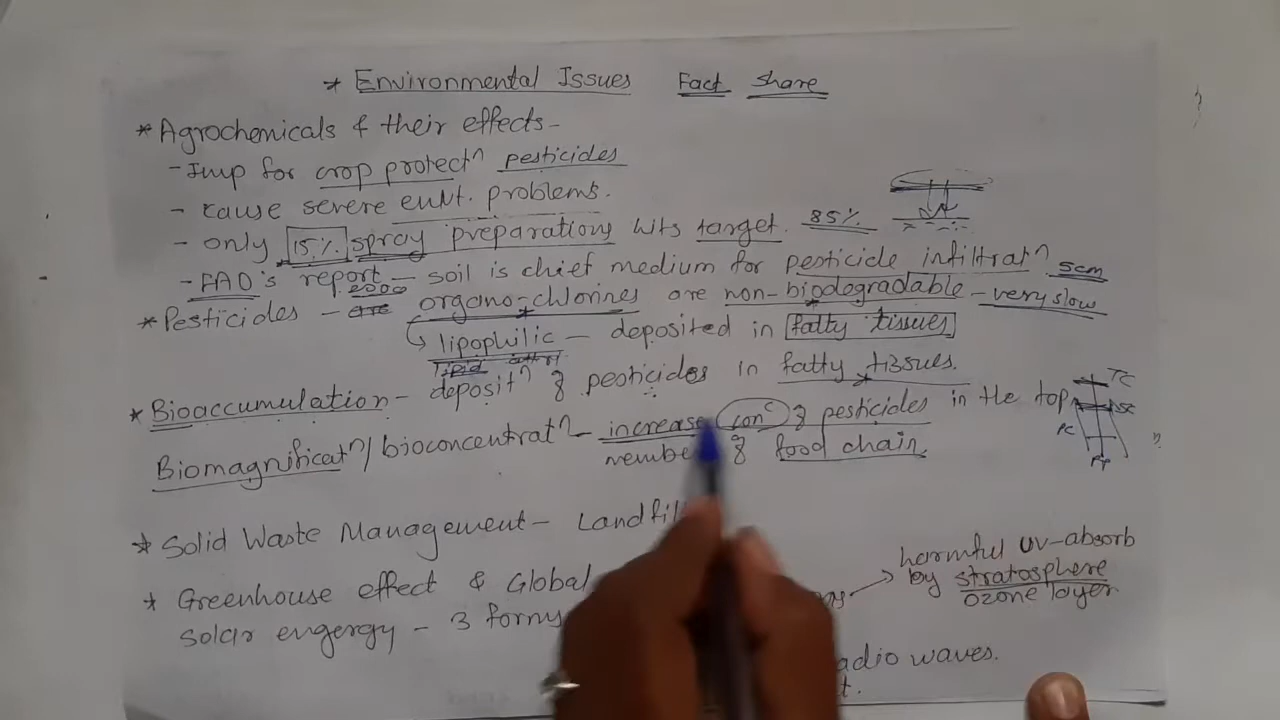 * Environmental Issues Fact Share
* Agrochemicals & their effects-
- Imp for crop protectⁿ pesticides
- cause severe envt. problems.
- only 15% spray preparations hits target. 85%
- FAO's report - soil is chief medium for pesticide infiltratⁿ 5cm
2000
* Pesticides - organo-chlorines are non-biodegradable - very slow
lipophilic - deposited in fatty tissues
lipid
* Bioaccumulation - depositⁿ of pesticides in fatty tissues.
Biomagnificatⁿ/bioconcentratⁿ - increase conᶜ of pesticides in the top
member of food chain.
TC
SC
PC
PP
* Solid Waste Management - Landfil
* Greenhouse effect & Global
solar engergy - 3 forms
harmful UV-absorb
by stratosphere
ozone layer
adio waves.